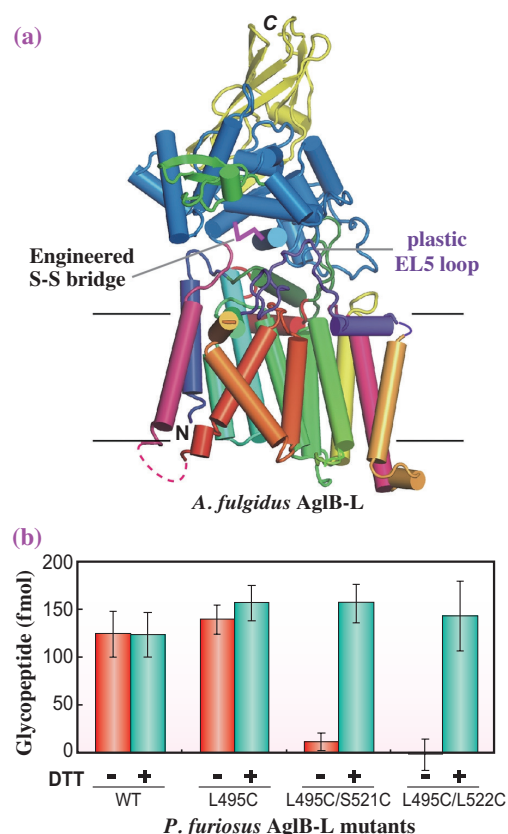 (a)
C
Engineered
S-S bridge
plastic
EL5 loop
N
A. fulgidus AglB-L
(b)
Glycopeptide (fmol)
200
150
100
50
0
DTT - + - + - + - +
WT L495C L495C/S521C L495C/L522C
P. furiosus AglB-L mutants